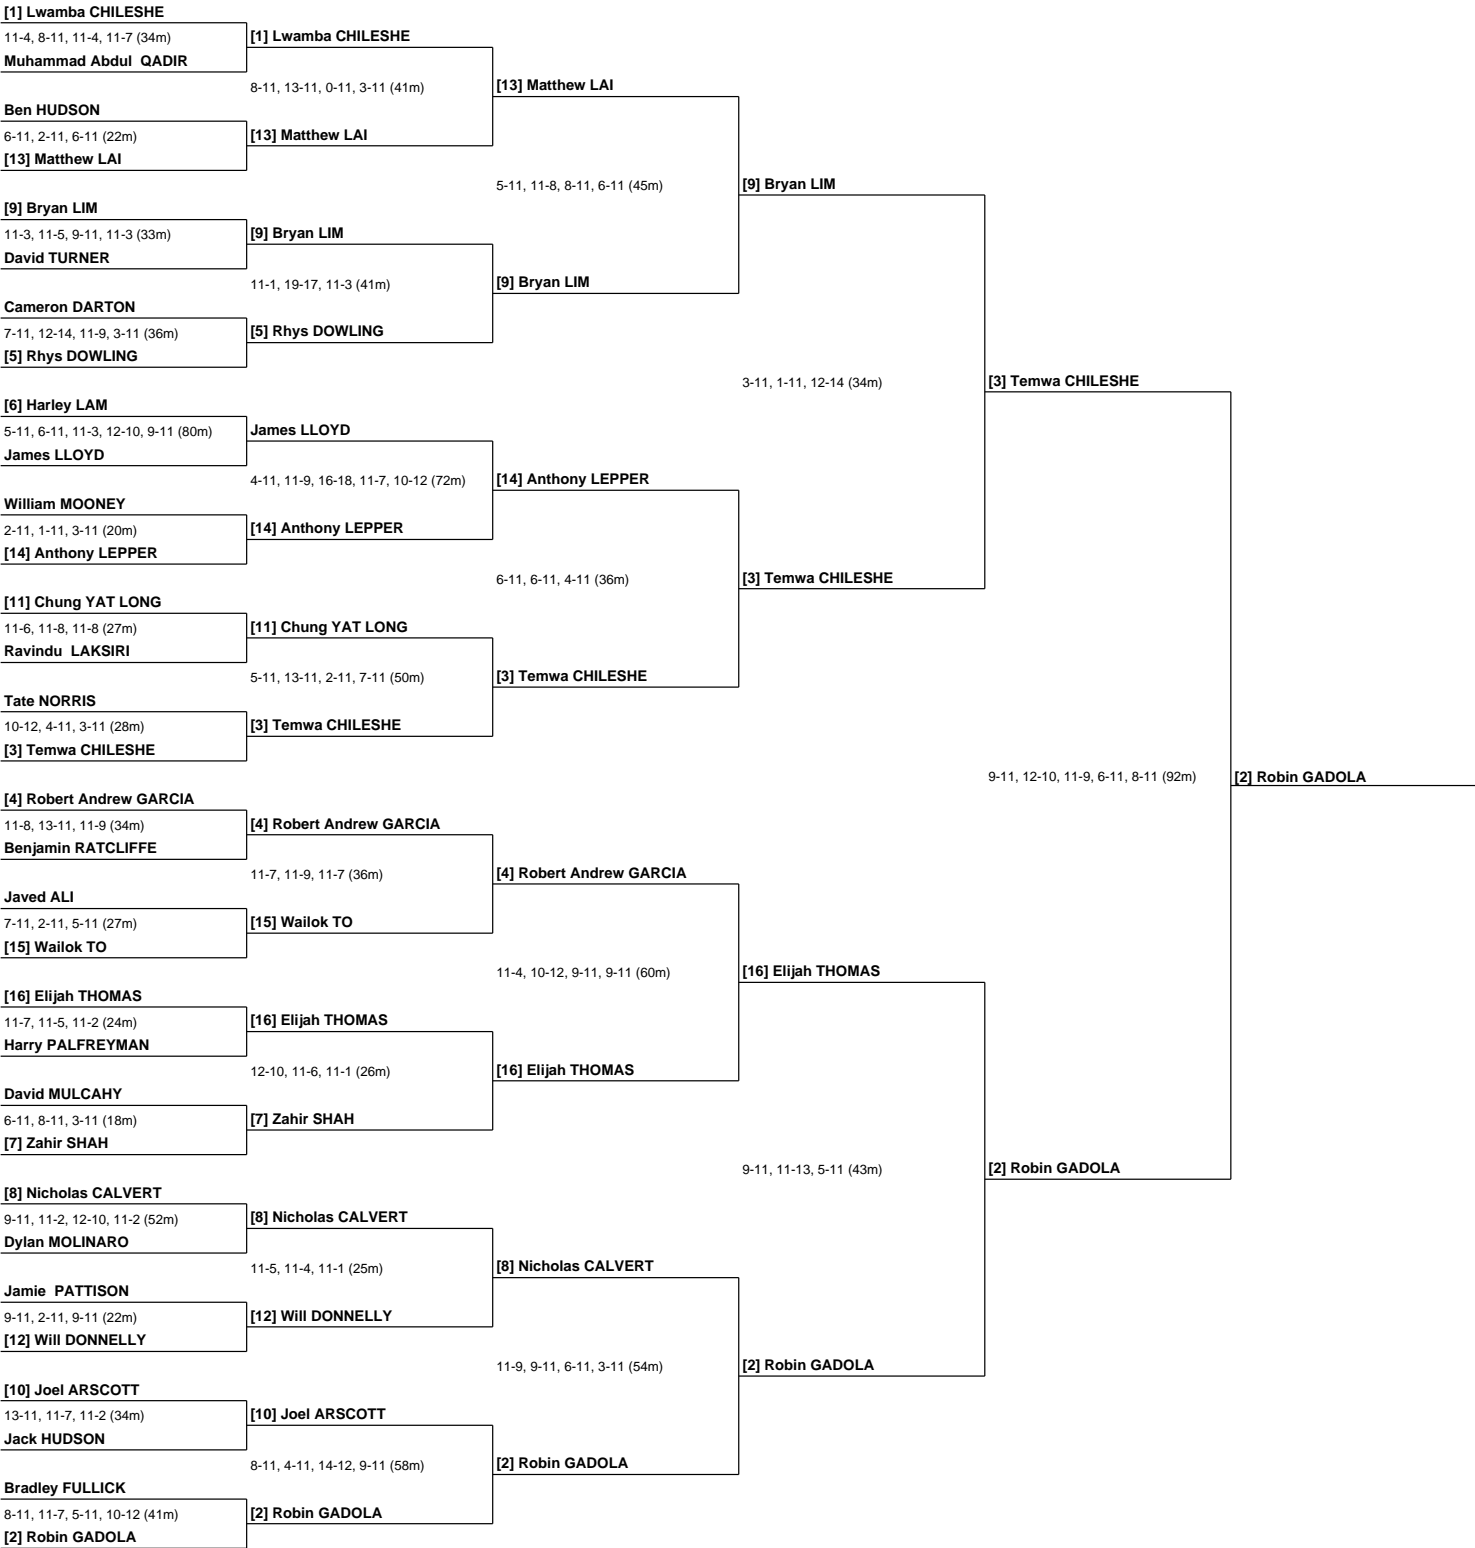 [1] Lwamba CHILESHE
11-4, 8-11, 11-4, 11-7 (34m)
Muhammad Abdul  QADIR
Ben HUDSON
6-11, 2-11, 6-11 (22m)
[13] Matthew LAI
[9] Bryan LIM
11-3, 11-5, 9-11, 11-3 (33m)
David TURNER
Cameron DARTON
7-11, 12-14, 11-9, 3-11 (36m)
[5] Rhys DOWLING
[6] Harley LAM
5-11, 6-11, 11-3, 12-10, 9-11 (80m)
James LLOYD
William MOONEY
2-11, 1-11, 3-11 (20m)
[14] Anthony LEPPER
[11] Chung YAT LONG
11-6, 11-8, 11-8 (27m)
Ravindu  LAKSIRI
Tate NORRIS
10-12, 4-11, 3-11 (28m)
[3] Temwa CHILESHE
[4] Robert Andrew GARCIA
11-8, 13-11, 11-9 (34m)
Benjamin RATCLIFFE
Javed ALI
7-11, 2-11, 5-11 (27m)
[15] Wailok TO
[16] Elijah THOMAS
11-7, 11-5, 11-2 (24m)
Harry PALFREYMAN
David MULCAHY
6-11, 8-11, 3-11 (18m)
[7] Zahir SHAH
[8] Nicholas CALVERT
9-11, 11-2, 12-10, 11-2 (52m)
Dylan MOLINARO
Jamie  PATTISON
9-11, 2-11, 9-11 (22m)
[12] Will DONNELLY
[10] Joel ARSCOTT
13-11, 11-7, 11-2 (34m)
Jack HUDSON
Bradley FULLICK
8-11, 11-7, 5-11, 10-12 (41m)
[2] Robin GADOLA
[1] Lwamba CHILESHE
8-11, 13-11, 0-11, 3-11 (41m)
[13] Matthew LAI
[9] Bryan LIM
11-1, 19-17, 11-3 (41m)
[5] Rhys DOWLING
James LLOYD
4-11, 11-9, 16-18, 11-7, 10-12 (72m)
[14] Anthony LEPPER
[11] Chung YAT LONG
5-11, 13-11, 2-11, 7-11 (50m)
[3] Temwa CHILESHE
[4] Robert Andrew GARCIA
11-7, 11-9, 11-7 (36m)
[15] Wailok TO
[16] Elijah THOMAS
12-10, 11-6, 11-1 (26m)
[7] Zahir SHAH
[8] Nicholas CALVERT
11-5, 11-4, 11-1 (25m)
[12] Will DONNELLY
[10] Joel ARSCOTT
8-11, 4-11, 14-12, 9-11 (58m)
[2] Robin GADOLA
[13] Matthew LAI
5-11, 11-8, 8-11, 6-11 (45m)
[9] Bryan LIM
[14] Anthony LEPPER
6-11, 6-11, 4-11 (36m)
[3] Temwa CHILESHE
[4] Robert Andrew GARCIA
11-4, 10-12, 9-11, 9-11 (60m)
[16] Elijah THOMAS
[8] Nicholas CALVERT
11-9, 9-11, 6-11, 3-11 (54m)
[2] Robin GADOLA
[9] Bryan LIM
3-11, 1-11, 12-14 (34m)
[3] Temwa CHILESHE
[16] Elijah THOMAS
9-11, 11-13, 5-11 (43m)
[2] Robin GADOLA
[3] Temwa CHILESHE
9-11, 12-10, 11-9, 6-11, 8-11 (92m)
[2] Robin GADOLA
[2] Robin GADOLA